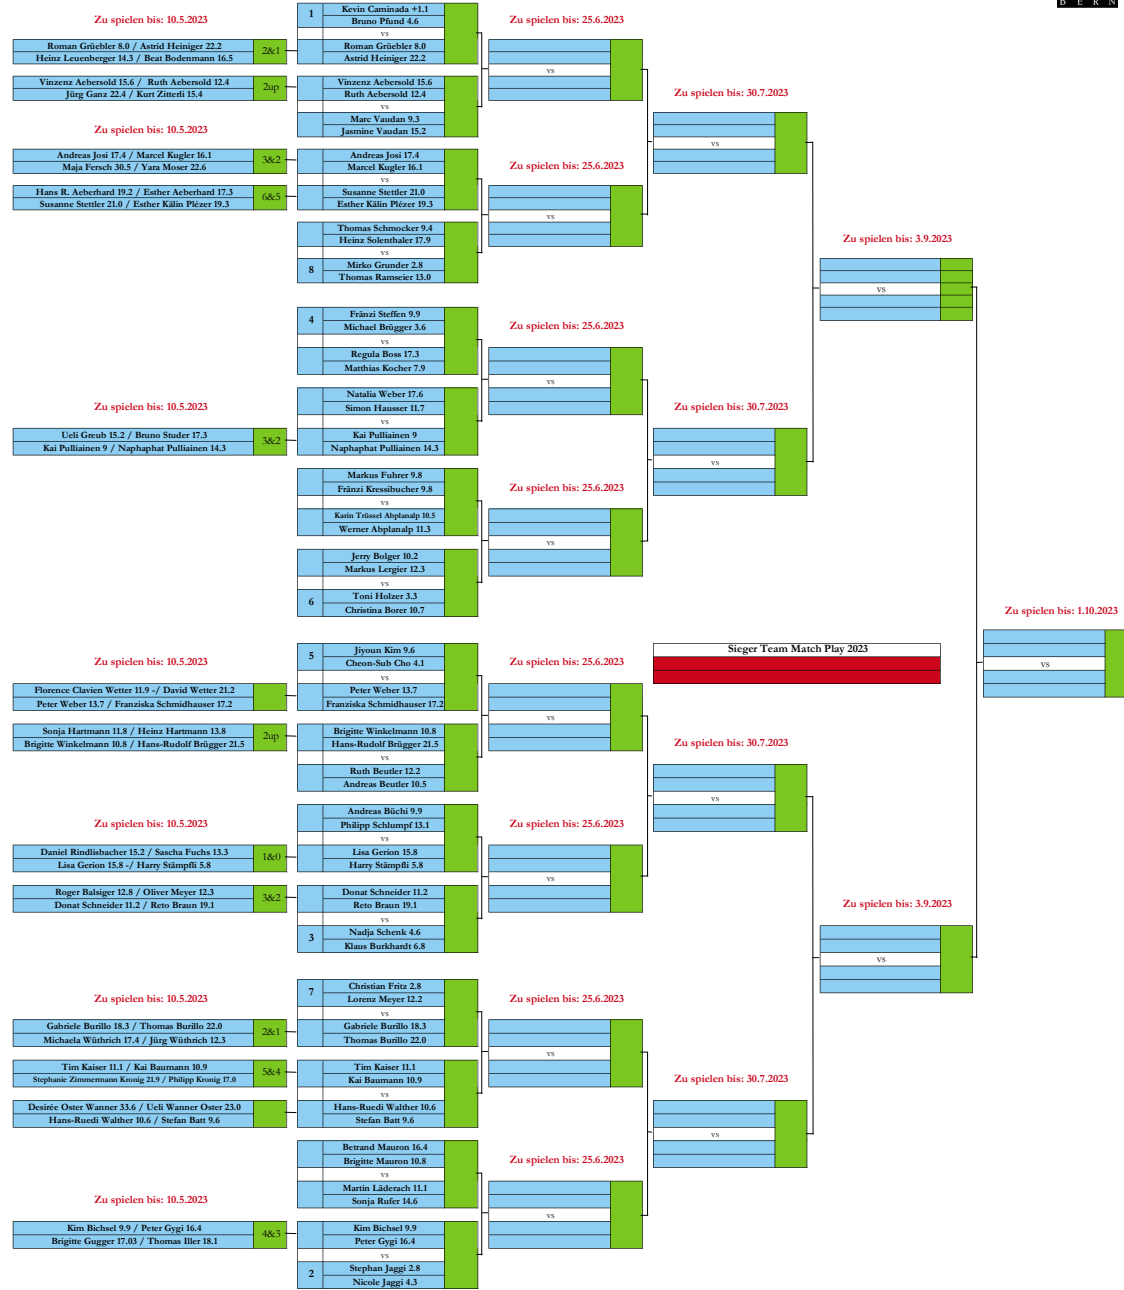 B E R N
Zu spielen bis: 10.5.2023
Roman Grüebler 8.0 / Astrid Heiniger 22.2
Heinz Leuenberger 14.3 / Beat Bodenmann 16.5
2&1
Vinzenz Aebersold 15.6 / Ruth Aebersold 12.4
Jürg Ganz 22.4 / Kurt Zitterli 15.4
2up
Zu spielen bis: 10.5.2023
Andreas Josi 17.4 / Marcel Kugler 16.1
Maja Fersch 30.5 / Yara Moser 22.6
3&2
Hans R. Aeberhard 19.2 / Esther Aeberhard 17.3
Susanne Stettler 21.0 / Esther Kälin Plézer 19.3
6&5
Zu spielen bis: 10.5.2023
Ueli Greub 15.2 / Bruno Studer 17.3
Kai Pulliainen 9 / Naphaphat Pulliainen 14.3
3&2
Zu spielen bis: 10.5.2023
Florence Clavien Wetter 11.9 -/ David Wetter 21.2
Peter Weber 13.7 / Franziska Schmidhauser 17.2
Sonja Hartmann 11.8 / Heinz Hartmann 13.8
Brigitte Winkelmann 10.8 / Hans-Rudolf Brügger 21.5
2up
Zu spielen bis: 10.5.2023
Daniel Rindlisbacher 15.2 / Sascha Fuchs 13.3
Lisa Gerion 15.8 -/ Harry Stämpfli 5.8
1&0
Roger Balsiger 12.8 / Oliver Meyer 12.3
Donat Schneider 11.2 / Reto Braun 19.1
3&2
Zu spielen bis: 10.5.2023
Gabriele Burillo 18.3 / Thomas Burillo 22.0
Michaela Wüthrich 17.4 / Jürg Wüthrich 12.3
2&1
Tim Kaiser 11.1 / Kai Baumann 10.9
Stephanie Zimmermann Kronig 21.9 / Philipp Kronig 17.0
5&4
Desirée Oster Wanner 33.6 / Ueli Wanner Oster 23.0
Hans-Ruedi Walther 10.6 / Stefan Batt 9.6
Zu spielen bis: 10.5.2023
Kim Bichsel 9.9 / Peter Gygi 16.4
Brigitte Gugger 17.03 / Thomas Iller 18.1
4&3
1
Kevin Caminada +1.1
Bruno Pfund 4.6
vs
Roman Grüebler 8.0
Astrid Heiniger 22.2
Vinzenz Aebersold 15.6
Ruth Aebersold 12.4
vs
Marc Vaudan 9.3
Jasmine Vaudan 15.2
Andreas Josi 17.4
Marcel Kugler 16.1
vs
Susanne Stettler 21.0
Esther Kälin Plézer 19.3
Thomas Schmocker 9.4
Heinz Solenthaler 17.9
vs
8
Mirko Grunder 2.8
Thomas Ramseier 13.0
4
Fränzi Steffen 9.9
Michael Brügger 3.6
vs
Regula Boss 17.3
Matthias Kocher 7.9
Natalia Weber 17.6
Simon Hausser 11.7
vs
Kai Pulliainen 9
Naphaphat Pulliainen 14.3
Markus Fuhrer 9.8
Fränzi Kressibucher 9.8
vs
Karin Trüssel Abplanalp 10.5
Werner Abplanalp 11.3
Jerry Bolger 10.2
Markus Lergier 12.3
vs
6
Toni Holzer 3.3
Christina Borer 10.7
5
Jiyoun Kim 9.6
Cheon-Sub Cho 4.1
vs
Peter Weber 13.7
Franziska Schmidhauser 17.2
Brigitte Winkelmann 10.8
Hans-Rudolf Brügger 21.5
vs
Ruth Beutler 12.2
Andreas Beutler 10.5
Andreas Büchi 9.9
Philipp Schlumpf 13.1
vs
Lisa Gerion 15.8
Harry Stämpfli 5.8
Donat Schneider 11.2
Reto Braun 19.1
vs
3
Nadja Schenk 4.6
Klaus Burkhardt 6.8
7
Christian Fritz 2.8
Lorenz Meyer 12.2
vs
Gabriele Burillo 18.3
Thomas Burillo 22.0
Tim Kaiser 11.1
Kai Baumann 10.9
vs
Hans-Ruedi Walther 10.6
Stefan Batt 9.6
Betrand Mauron 16.4
Brigitte Mauron 10.8
vs
Martin Läderach 11.1
Sonja Rufer 14.6
Kim Bichsel 9.9
Peter Gygi 16.4
vs
2
Stephan Jaggi 2.8
Nicole Jaggi 4.3
Zu spielen bis: 25.6.2023
vs
Zu spielen bis: 25.6.2023
vs
Zu spielen bis: 25.6.2023
vs
Zu spielen bis: 25.6.2023
vs
Zu spielen bis: 25.6.2023
vs
Zu spielen bis: 25.6.2023
vs
Zu spielen bis: 25.6.2023
vs
Zu spielen bis: 25.6.2023
vs
Zu spielen bis: 30.7.2023
vs
Zu spielen bis: 30.7.2023
vs
Sieger Team Match Play 2023
Zu spielen bis: 30.7.2023
vs
Zu spielen bis: 30.7.2023
vs
Zu spielen bis: 3.9.2023
vs
Zu spielen bis: 3.9.2023
vs
Zu spielen bis: 1.10.2023
vs